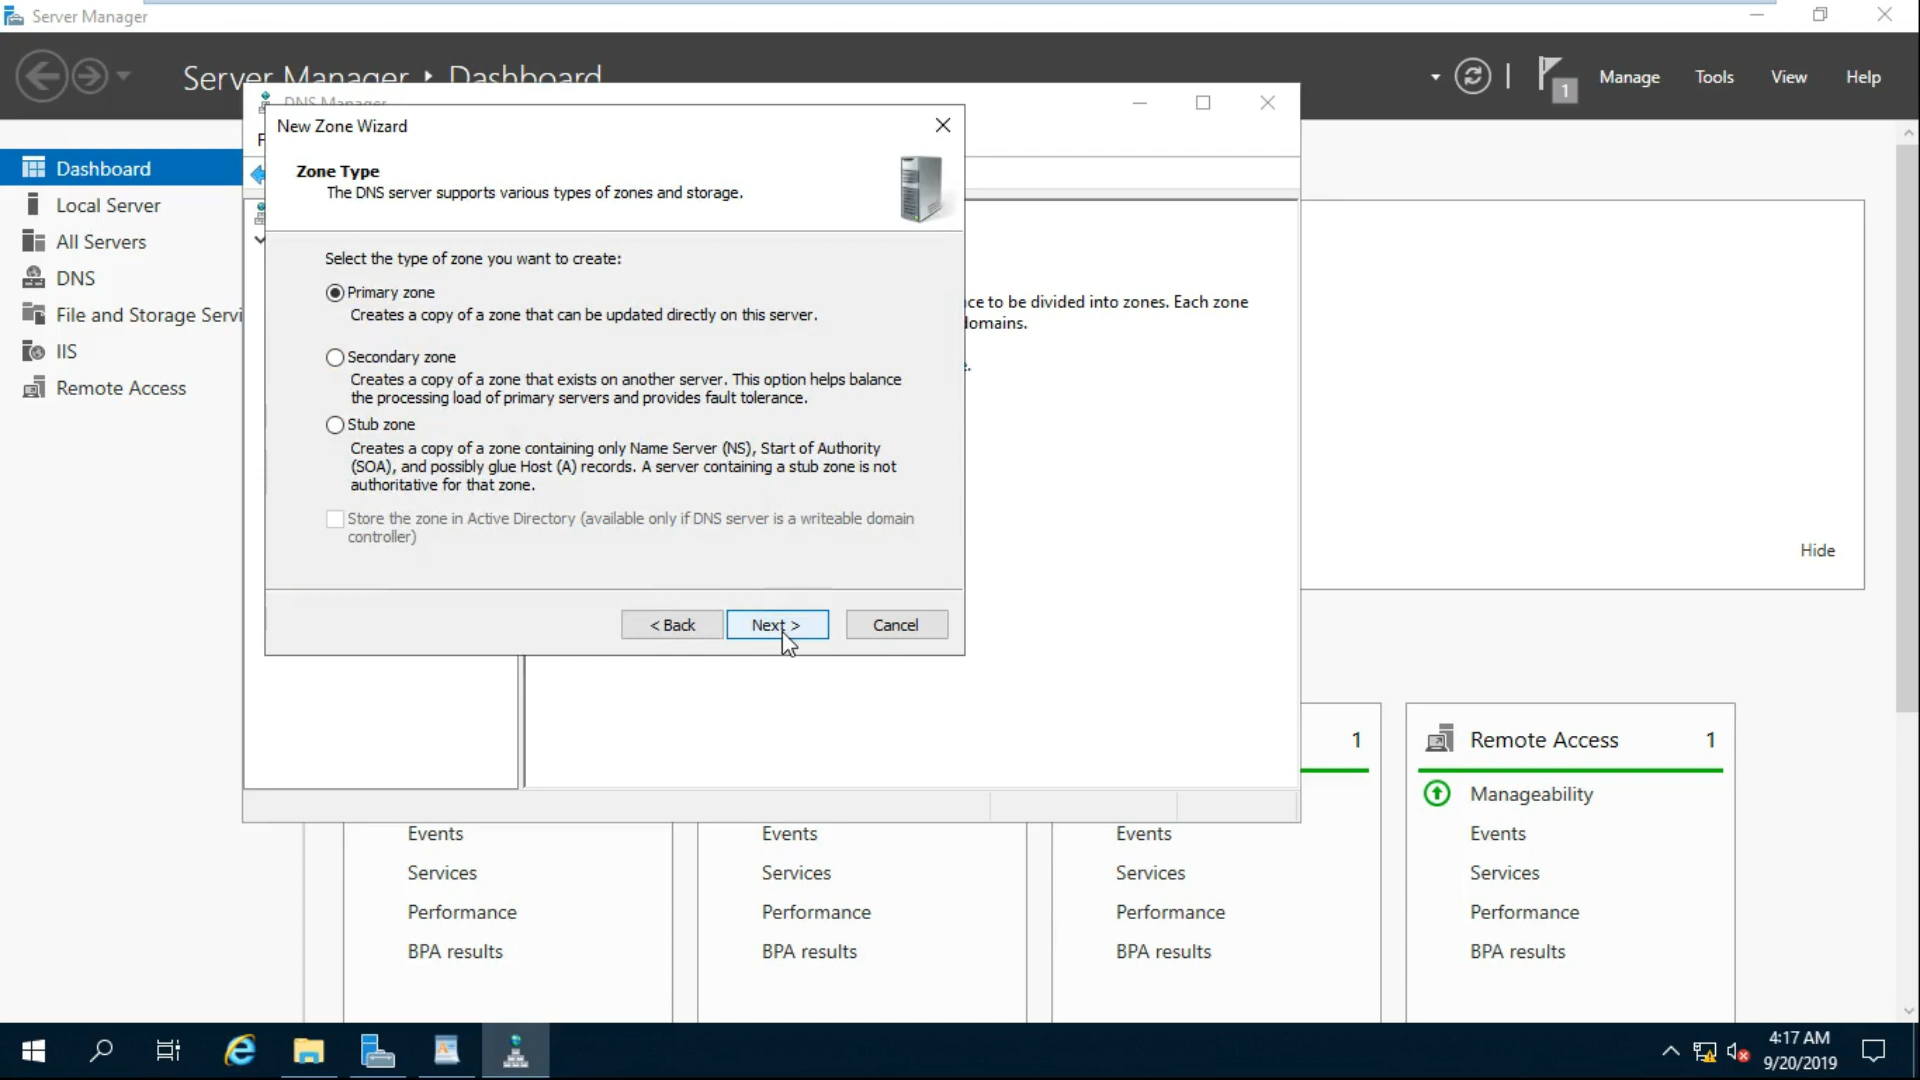 Server Manager
Server Manager ‣ Dashboard
1
Manage
Tools
View
Help
DNS Manager
F
New Zone Wizard
Zone Type
The DNS server supports various types of zones and storage.
Select the type of zone you want to create:
Primary zone
Creates a copy of a zone that can be updated directly on this server.
Secondary zone
Creates a copy of a zone that exists on another server. This option helps balance
the processing load of primary servers and provides fault tolerance.
Stub zone
Creates a copy of a zone containing only Name Server (NS), Start of Authority
(SOA), and possibly glue Host (A) records. A server containing a stub zone is not
authoritative for that zone.
Store the zone in Active Directory (available only if DNS server is a writeable domain
controller)
< Back
Next >
Cancel
Dashboard
Local Server
All Servers
DNS
File and Storage Servi
IIS
Remote Access
ce to be divided into zones. Each zone
domains.
e.
Hide
1
Remote Access 1
Manageability
Events
Services
Performance
BPA results
Events
Services
Performance
BPA results
Events
Services
Performance
BPA results
Events
Services
Performance
BPA results
4:17 AM
9/20/2019